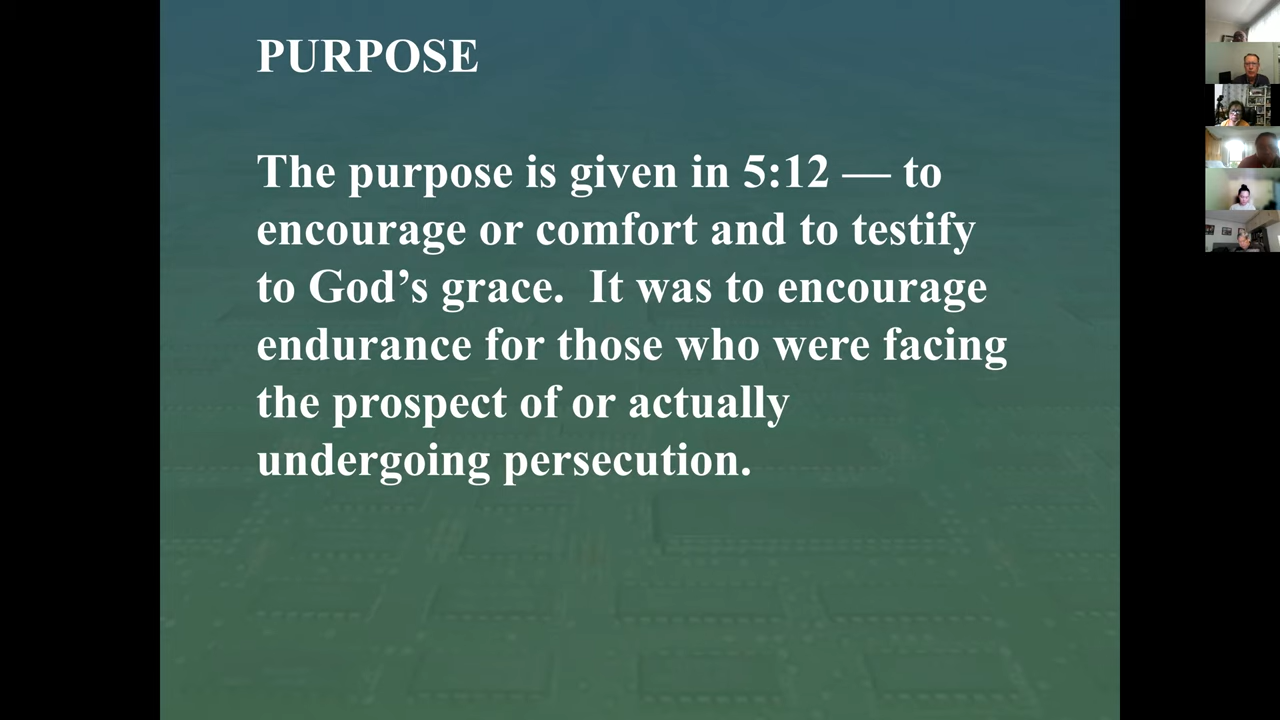 PURPOSE
The purpose is given in 5:12 — to
encourage or comfort and to testify
to God’s grace.  It was to encourage
endurance for those who were facing
the prospect of or actually
undergoing persecution.